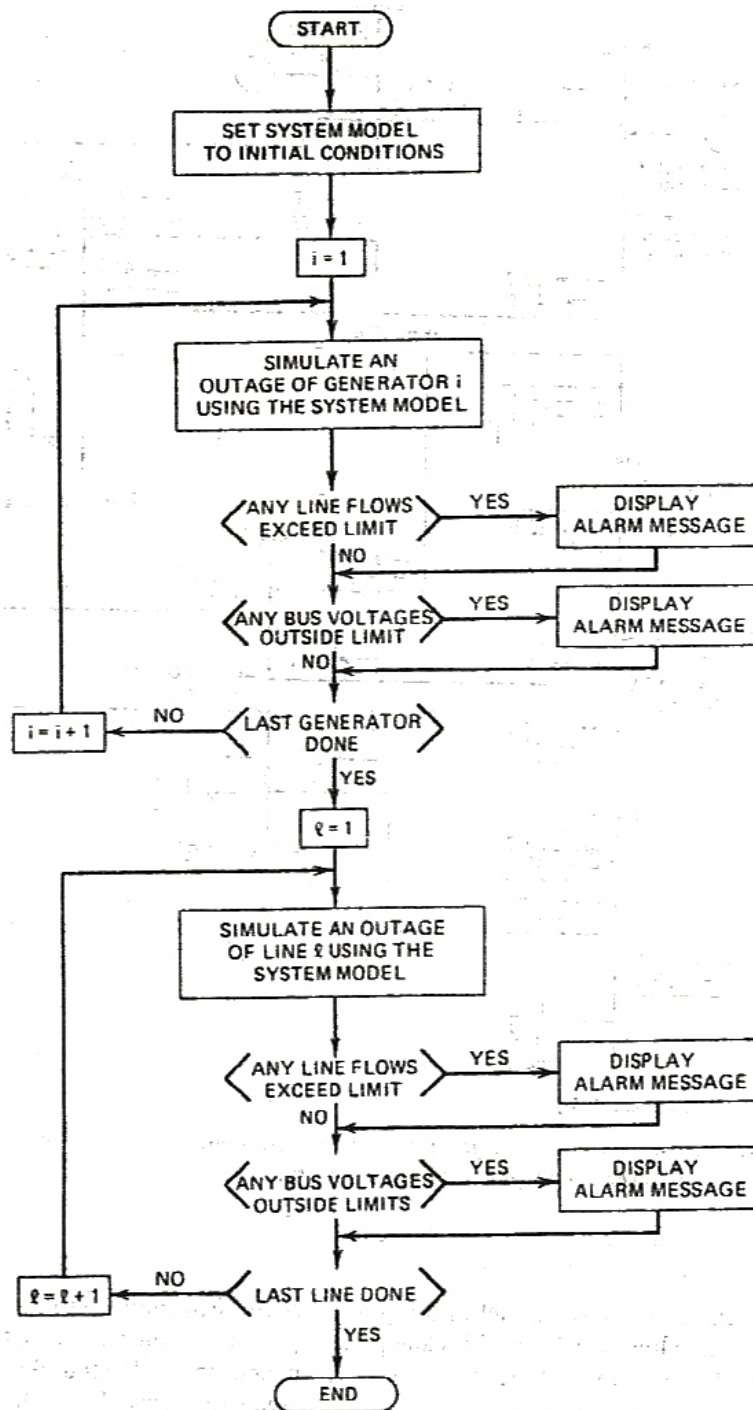 START
SET SYSTEM MODEL
TO INITIAL CONDITIONS
i = 1
SIMULATE AN
OUTAGE OF GENERATOR i
USING THE SYSTEM MODEL
ANY LINE FLOWS
EXCEED LIMIT
YES
DISPLAY
ALARM MESSAGE
NO
ANY BUS VOLTAGES
OUTSIDE LIMIT
YES
DISPLAY
ALARM MESSAGE
NO
LAST GENERATOR
DONE
NO
i = i + 1
YES
ℓ = 1
SIMULATE AN OUTAGE
OF LINE ℓ USING THE
SYSTEM MODEL
ANY LINE FLOWS
EXCEED LIMIT
YES
DISPLAY
ALARM MESSAGE
NO
ANY BUS VOLTAGES
OUTSIDE LIMITS
YES
DISPLAY
ALARM MESSAGE
LAST LINE DONE
NO
ℓ = ℓ + 1
YES
END